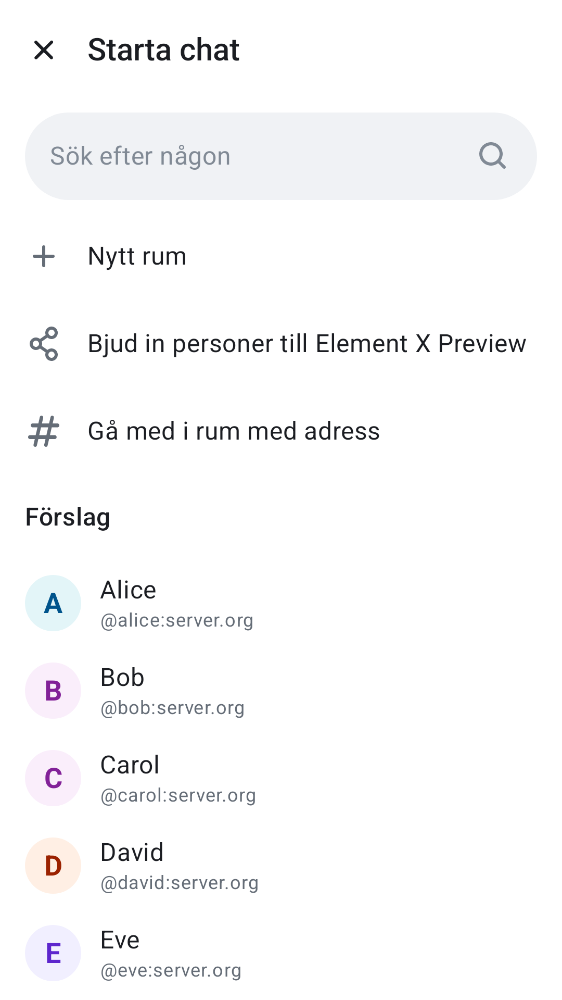 Starta chat
Sök efter någon
Nytt rum
Bjud in personer till Element X Preview
Gå med i rum med adress
Förslag
A
Alice
@alice:server.org
B
Bob
@bob:server.org
C
Carol
@carol:server.org
D
David
@david:server.org
E
Eve
@eve:server.org